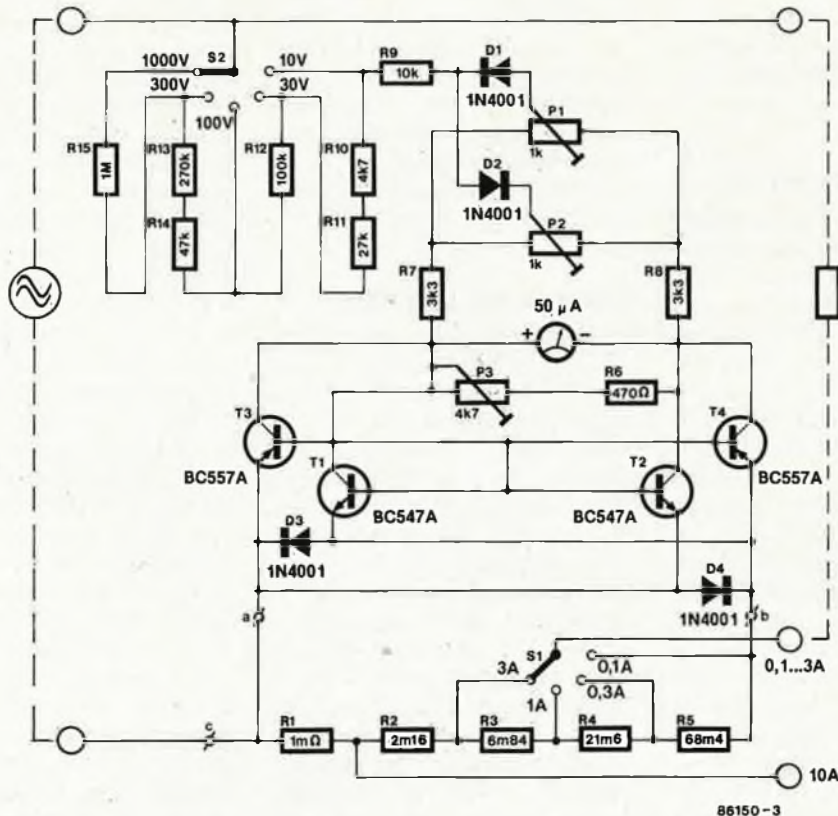 1000V
S2
10V
300V
30V
100V
R9
10k
D1
1N4001
P1
1k
R15
1M
R13
270k
R14
47k
R12
100k
R10
4k7
R11
27k
D2
1N4001
P2
1k
R7
3k3
R8
3k3
50 µA
+
−
P3
4k7
R6
470Ω
T3
BC557A
T4
BC557A
T1
BC547A
T2
BC547A
D3
1N4001
D4
1N4001
a
b
c
S1
3A
0,1A
1A
0,3A
0,1...3A
R1
1mΩ
R2
2m16
R3
6m84
R4
21m6
R5
68m4
10A
86150-3